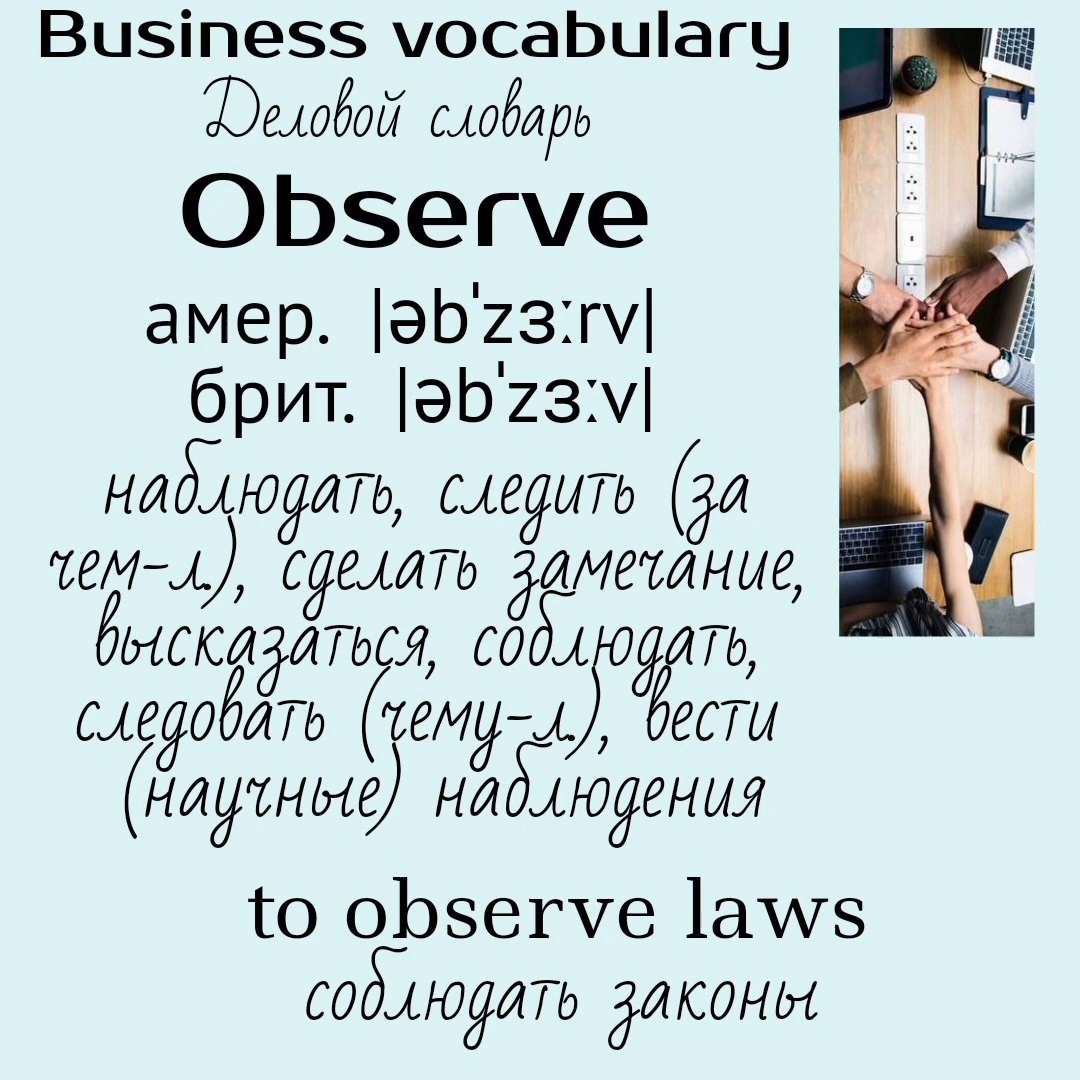 Business vocabulary
Деловой словарь
Observe
амер. |əbˈzɜːrv|
брит. |əbˈzɜːv|
наблюдать, следить (за
чем-л.), сделать замечание,
высказаться, соблюдать,
следовать (чему-л.), вести
(научные) наблюдения
to observe laws
соблюдать законы